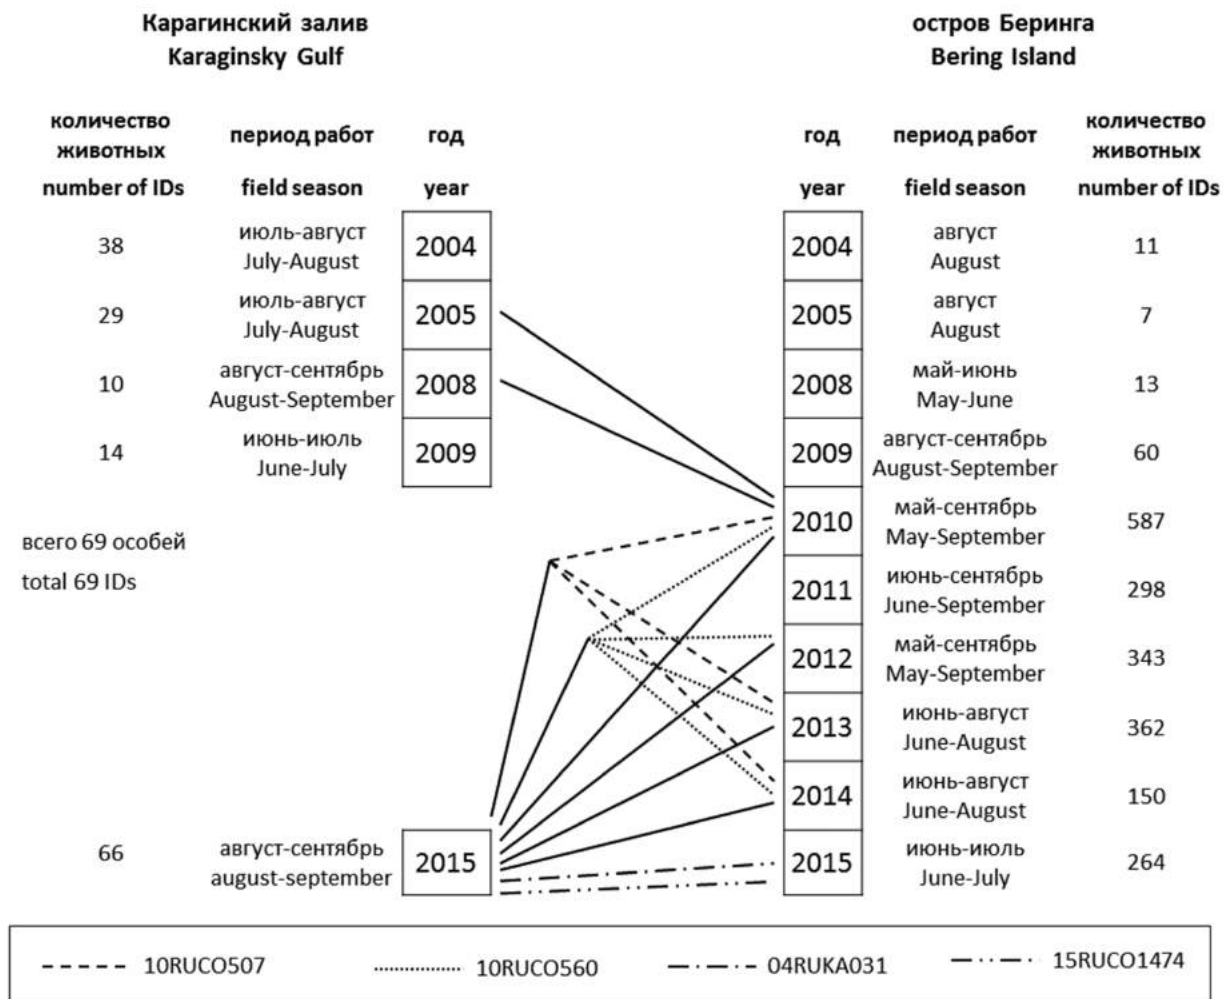 Карагинский залив
Karaginsky Gulf
остров Беринга
Bering Island
количество
животных
number of IDs
период работ
field season
год
year
год
year
период работ
field season
количество
животных
number of IDs
38
июль-август
July-August
2004
2004
август
August
11
29
июль-август
July-August
2005
2005
август
August
7
10
август-сентябрь
August-September
2008
2008
май-июнь
May-June
13
14
июнь-июль
June-July
2009
2009
август-сентябрь
August-September
60
всего 69 особей
total 69 IDs
2010
май-сентябрь
May-September
587
2011
июнь-сентябрь
June-September
298
2012
май-сентябрь
May-September
343
2013
июнь-август
June-August
362
2014
июнь-август
June-August
150
66
август-сентябрь
august-september
2015
2015
июнь-июль
June-July
264
10RUCO507
10RUCO560
04RUKA031
15RUCO1474